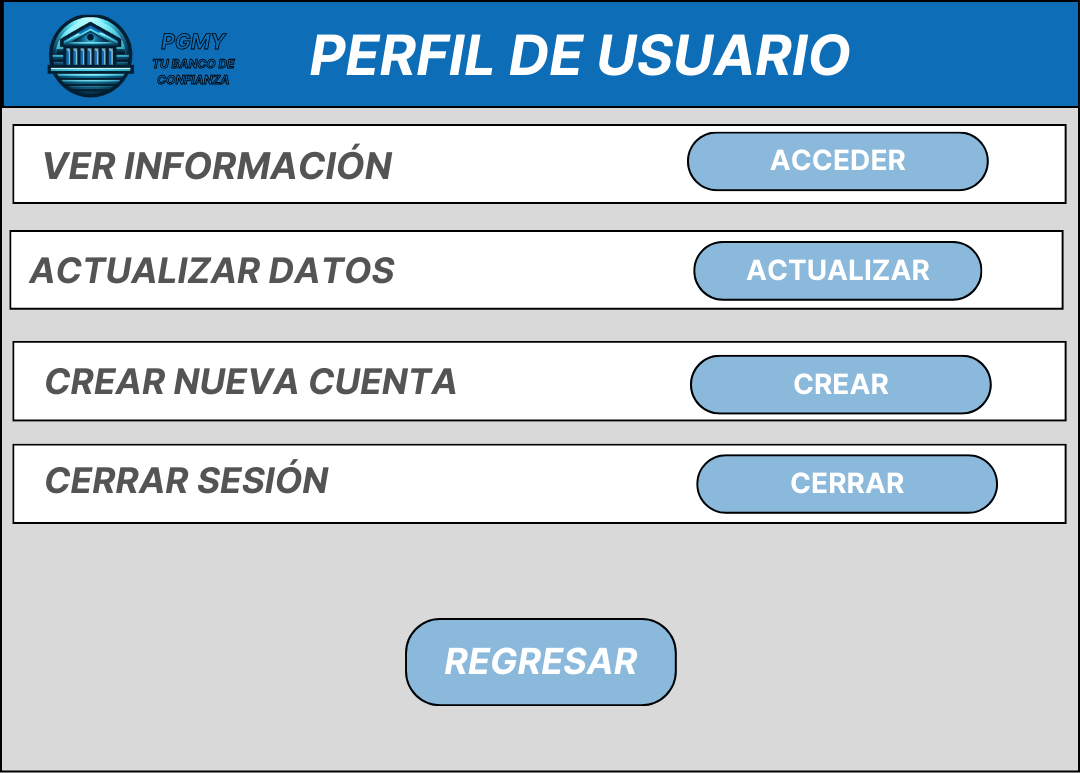 PGMY
TU BANCO DE
CONFIANZA
PERFIL DE USUARIO
VER INFORMACIÓN
ACCEDER
ACTUALIZAR DATOS
ACTUALIZAR
CREAR NUEVA CUENTA
CREAR
CERRAR SESIÓN
CERRAR
REGRESAR